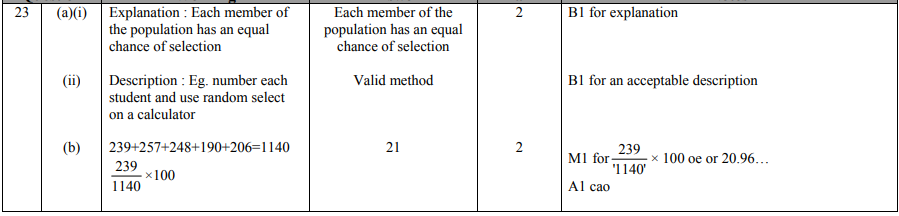 23 (a)(i) Explanation : Each member of Each member of the 2 B1 for explanation
the population has an equal population has an equal
chance of selection chance of selection
(ii) Description : Eg. number each Valid method B1 for an acceptable description
student and use random select
on a calculator
(b) 239+257+248+190+206=1140 21 2
239/1140 ×100 M1 for 239/'1140' × 100 oe or 20.96…
A1 cao